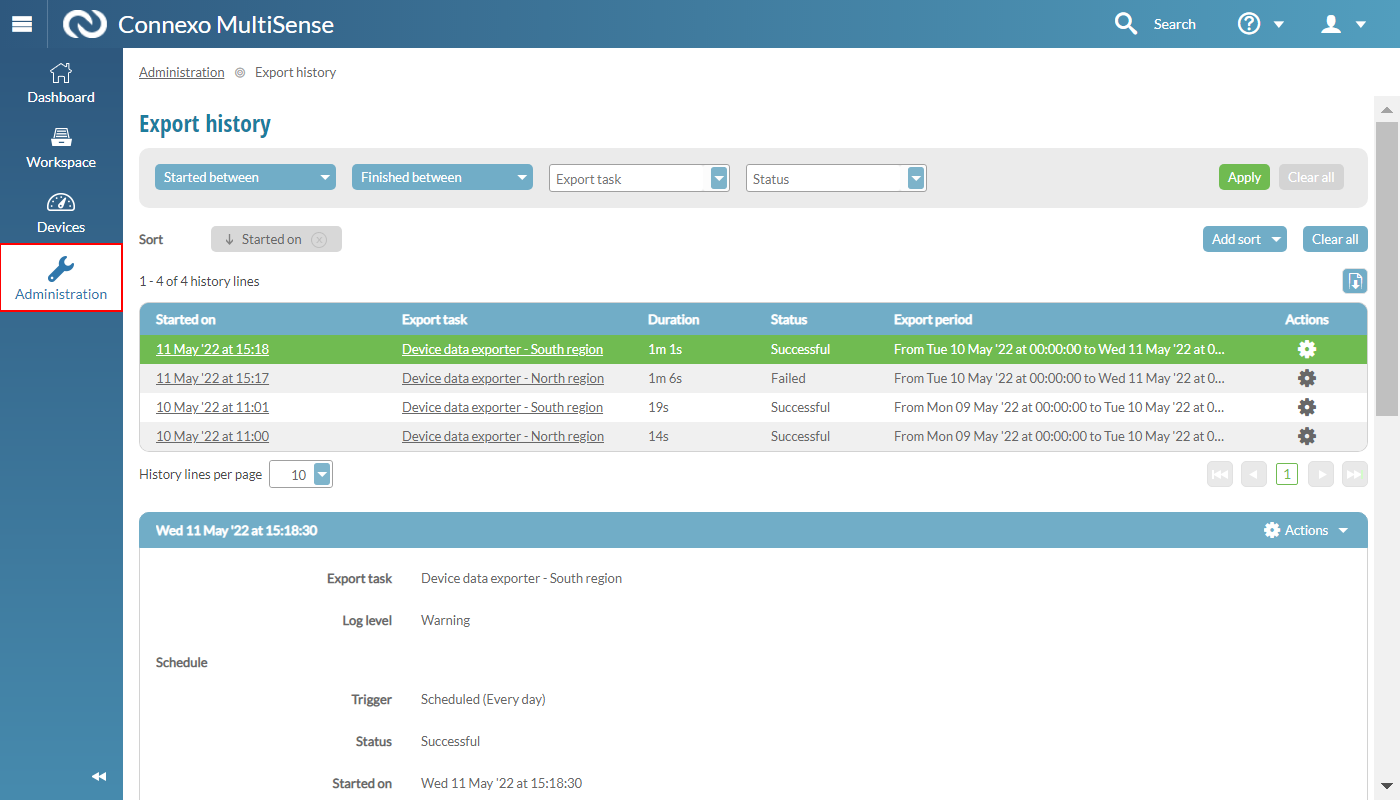 Connexo MultiSense
Search
Dashboard
Workspace
Devices
Administration
Administration Export history
Export history
Started between Finished between Export task Status Apply Clear all
Sort ↓ Started on Add sort Clear all
1 - 4 of 4 history lines
Started on Export task Duration Status Export period Actions
11 May '22 at 15:18 Device data exporter - South region 1m 1s Successful From Tue 10 May '22 at 00:00:00 to Wed 11 May '22 at 0...
11 May '22 at 15:17 Device data exporter - North region 1m 6s Failed From Tue 10 May '22 at 00:00:00 to Wed 11 May '22 at 0...
10 May '22 at 11:01 Device data exporter - South region 19s Successful From Mon 09 May '22 at 00:00:00 to Tue 10 May '22 at 0...
10 May '22 at 11:00 Device data exporter - North region 14s Successful From Mon 09 May '22 at 00:00:00 to Tue 10 May '22 at 0...
History lines per page 10 1
Wed 11 May '22 at 15:18:30 Actions
Export task Device data exporter - South region
Log level Warning
Schedule
Trigger Scheduled (Every day)
Status Successful
Started on Wed 11 May '22 at 15:18:30